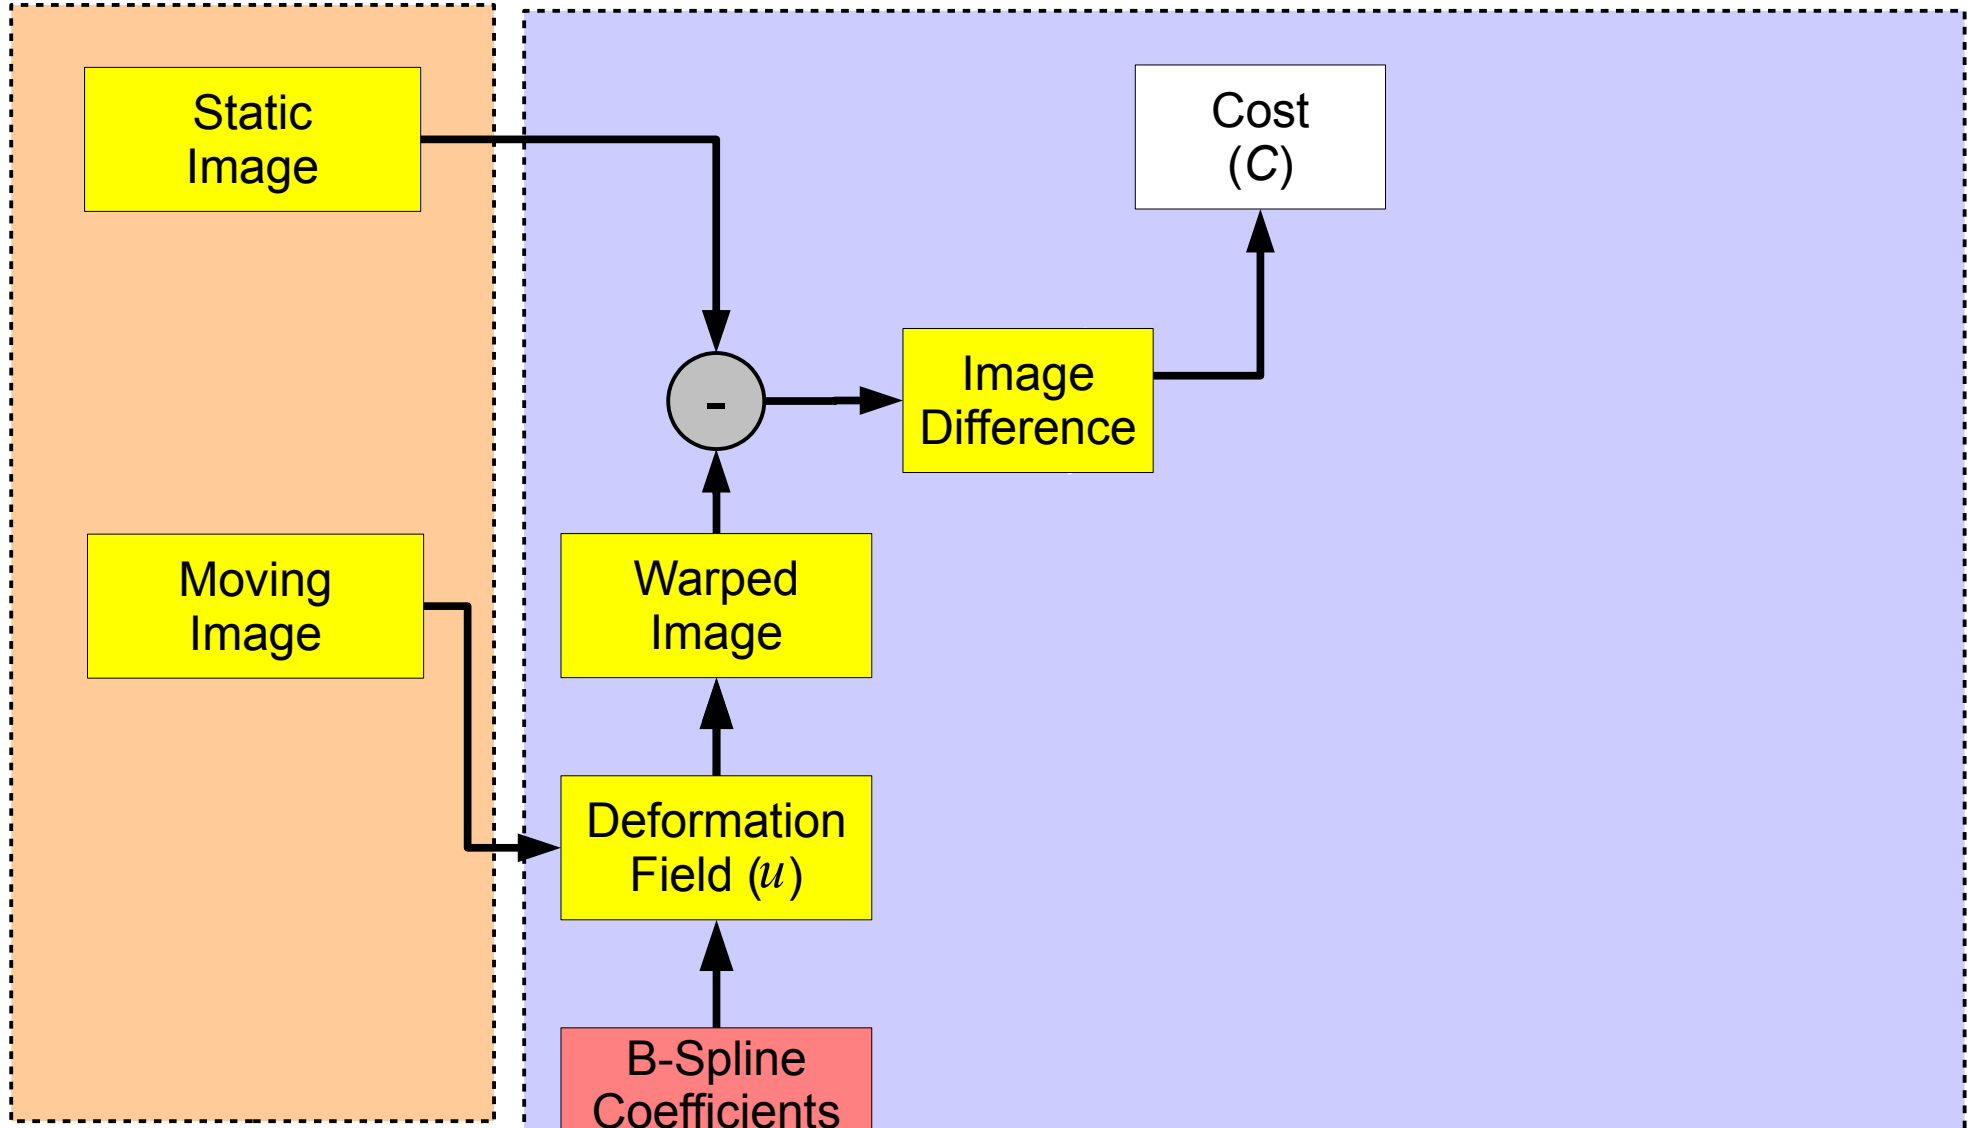 Static
Image
Cost
(C)
-
Image
Difference
Moving
Image
Warped
Image
Deformation
Field (u)
B-Spline
Coefficients